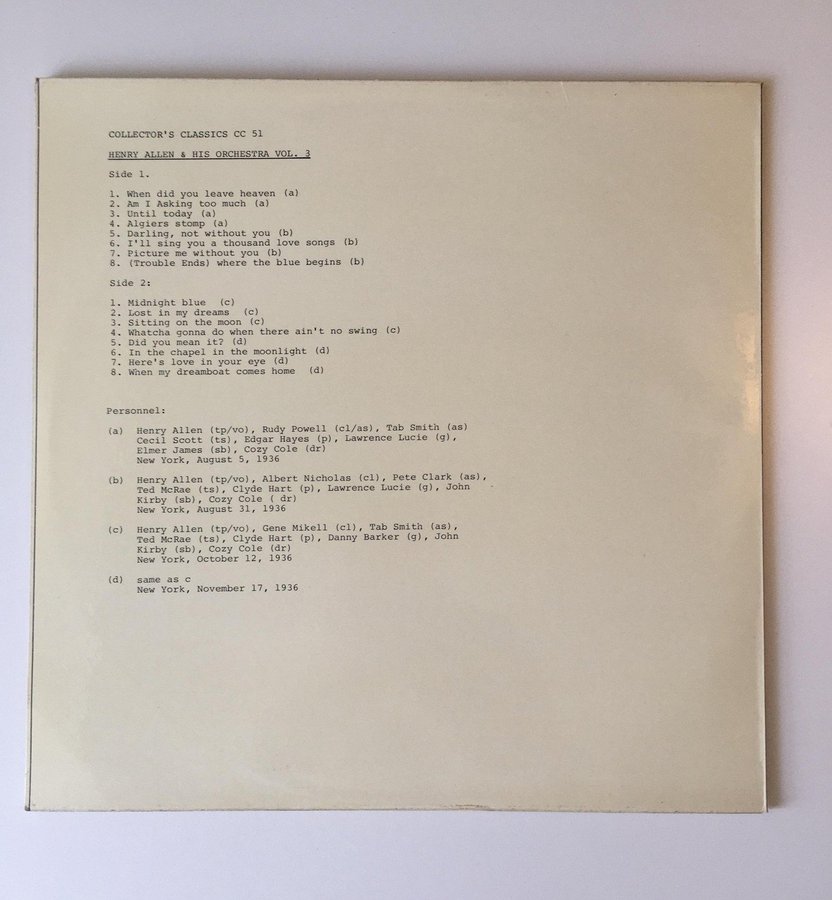 COLLECTOR'S CLASSICS CC 51
HENRY ALLEN & HIS ORCHESTRA VOL. 3
Side 1.
1. When did you leave heaven (a)
2. Am I Asking too much (a)
3. Until today (a)
4. Algiers stomp (a)
5. Darling, not without you (b)
6. I'll sing you a thousand love songs (b)
7. Picture me without you (b)
8. (Trouble Ends) where the blue begins (b)
Side 2:
1. Midnight blue (c)
2. Lost in my dreams (c)
3. Sitting on the moon (c)
4. Whatcha gonna do when there ain't no swing (c)
5. Did you mean it? (d)
6. In the chapel in the moonlight (d)
7. Here's love in your eye (d)
8. When my dreamboat comes home (d)
Personnel:
(a) Henry Allen (tp/vo), Rudy Powell (cl/as), Tab Smith (as)
Cecil Scott (ts), Edgar Hayes (p), Lawrence Lucie (g),
Elmer James (sb), Cozy Cole (dr)
New York, August 5, 1936
(b) Henry Allen (tp/vo), Albert Nicholas (cl), Pete Clark (as),
Ted McRae (ts), Clyde Hart (p), Lawrence Lucie (g), John
Kirby (sb), Cozy Cole ( dr)
New York, August 31, 1936
(c) Henry Allen (tp/vo), Gene Mikell (cl), Tab Smith (as),
Ted McRae (ts), Clyde Hart (p), Danny Barker (g), John
Kirby (sb), Cozy Cole (dr)
New York, October 12, 1936
(d) same as c
New York, November 17, 1936